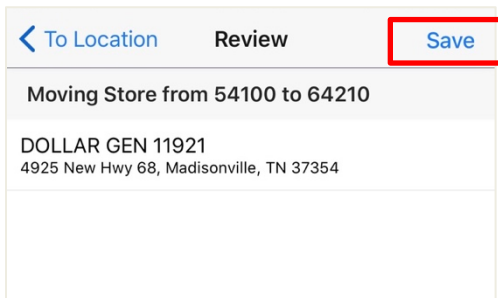 To Location Review Save
Moving Store from 54100 to 64210
DOLLAR GEN 11921
4925 New Hwy 68, Madisonville, TN 37354